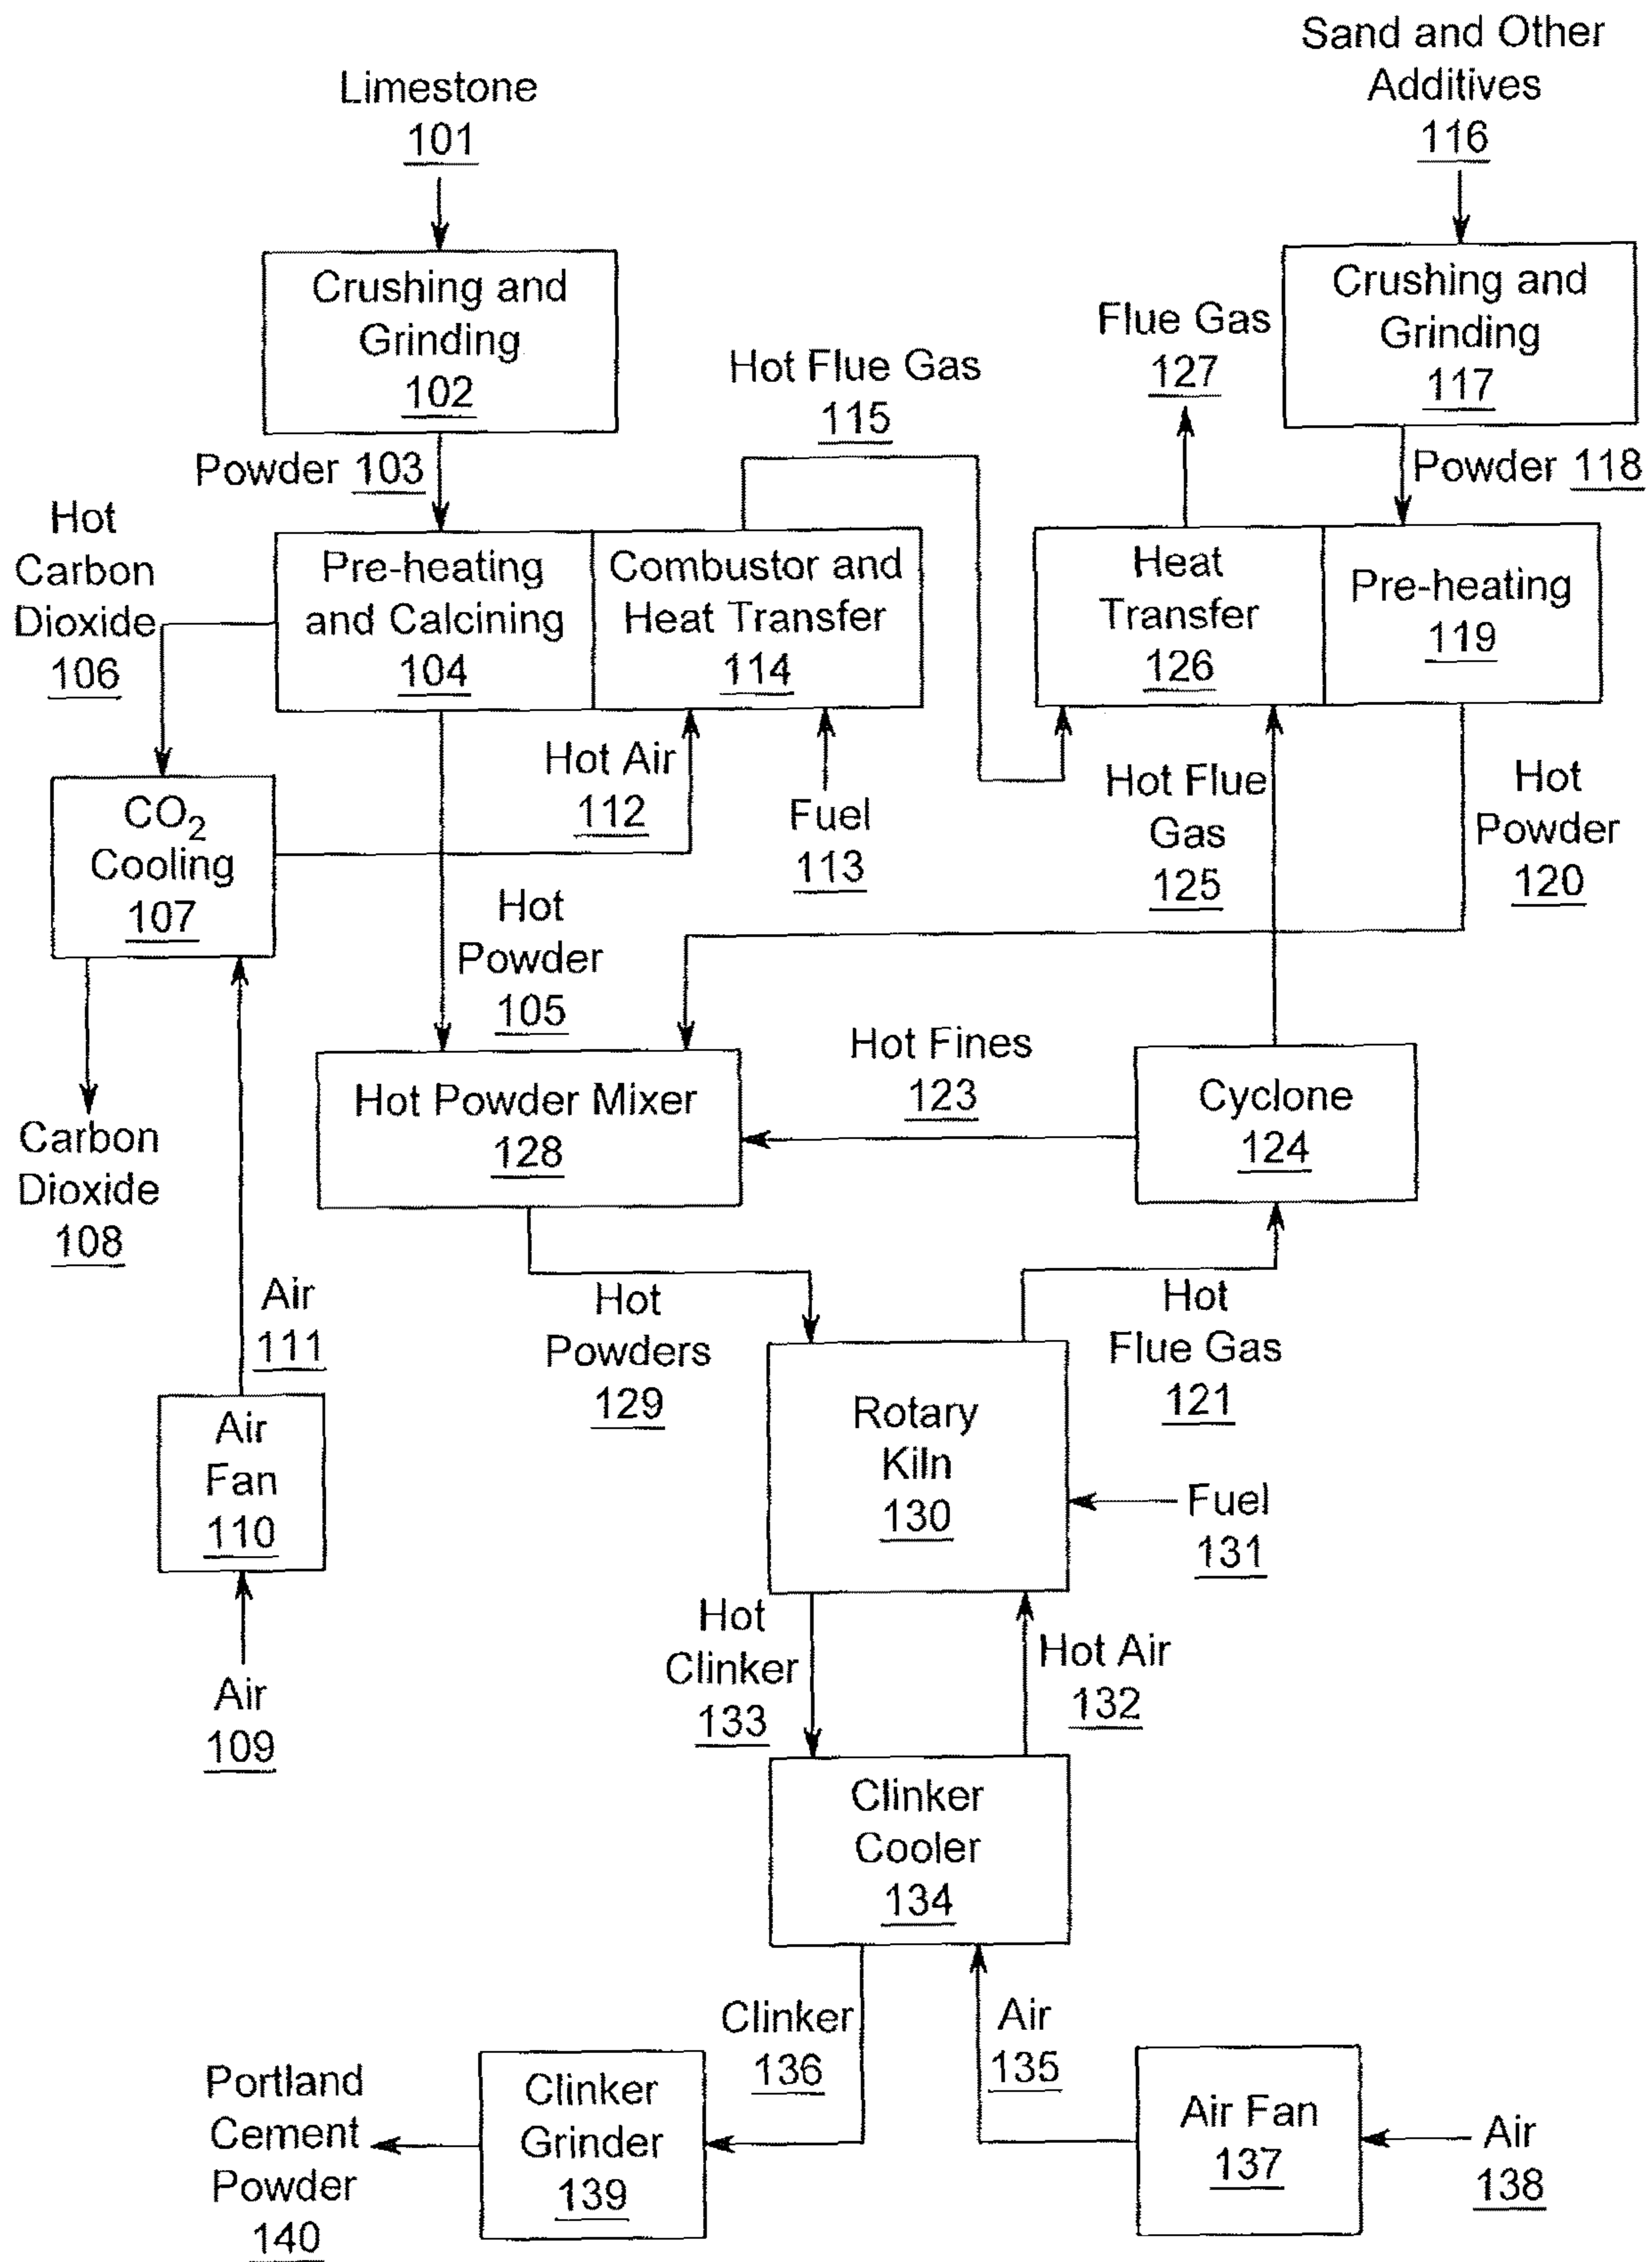 Sand and Other
Additives
116
Limestone
101
Crushing and
Grinding
102
Crushing and
Grinding
117
Flue Gas
127
Hot Flue Gas
115
Powder 103
Powder 118
Hot
Carbon
Dioxide
106
Pre-heating
and Calcining
104
Combustor and
Heat Transfer
114
Heat
Transfer
126
Pre-heating
119
Hot Air
112
Fuel
113
Hot Flue
Gas
125
Hot
Powder
120
CO₂
Cooling
107
Hot
Powder
105
Hot Powder Mixer
128
Hot Fines
123
Cyclone
124
Carbon
Dioxide
108
Air
111
Hot
Powders
129
Hot
Flue Gas
121
Air
Fan
110
Rotary
Kiln
130
Fuel
131
Air
109
Hot
Clinker
133
Hot Air
132
Clinker
Cooler
134
Clinker
136
Air
135
Portland
Cement
Powder
140
Clinker
Grinder
139
Air Fan
137
Air
138